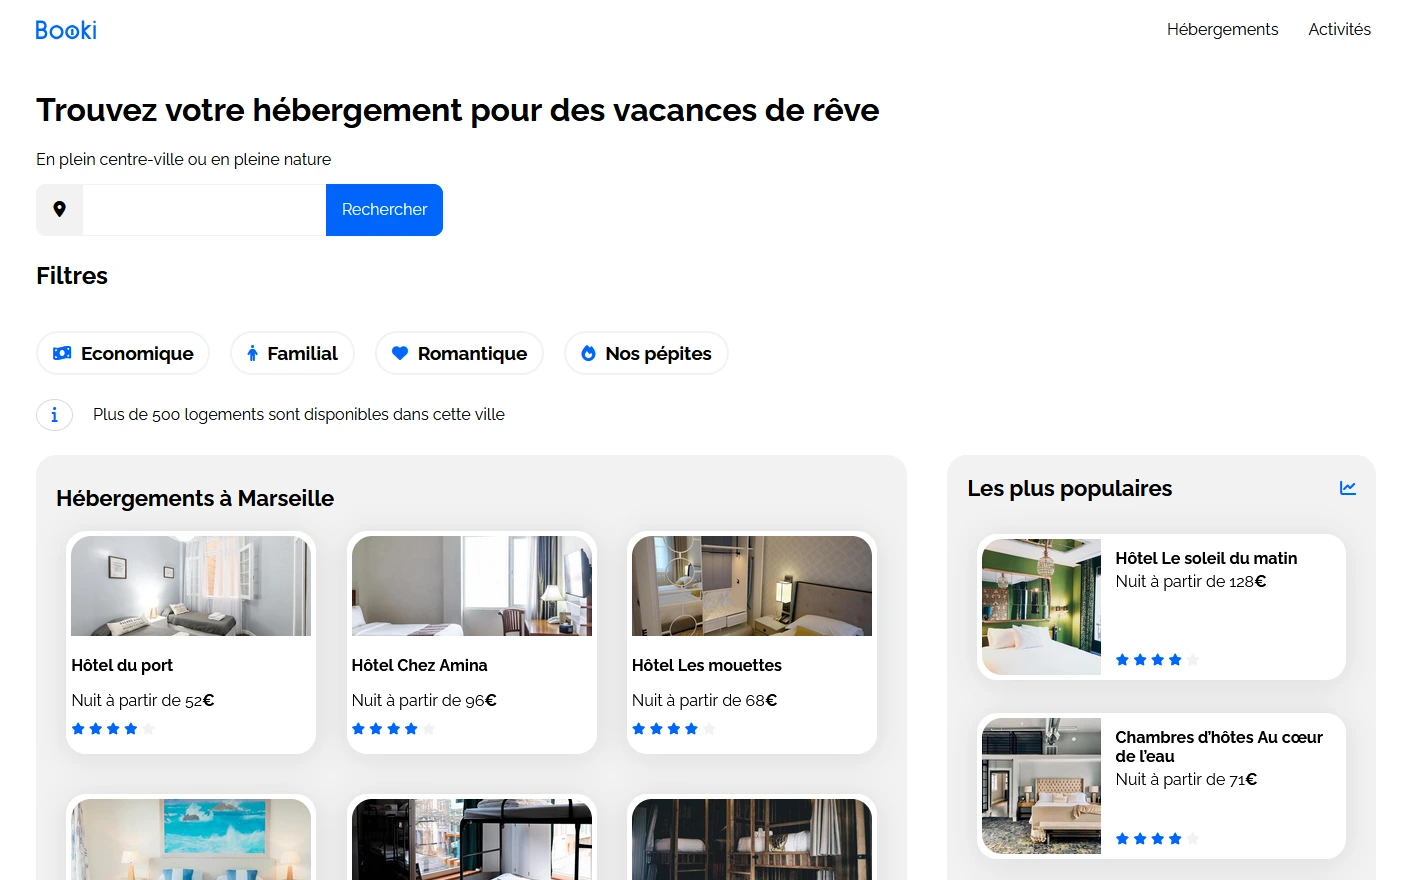 Booki
Hébergements
Activités
Trouvez votre hébergement pour des vacances de rêve
En plein centre-ville ou en pleine nature
Rechercher
Filtres
Economique
Familial
Romantique
Nos pépites
Plus de 500 logements sont disponibles dans cette ville
Hébergements à Marseille
Hôtel du port
Nuit à partir de 52€
Hôtel Chez Amina
Nuit à partir de 96€
Hôtel Les mouettes
Nuit à partir de 68€
Les plus populaires
Hôtel Le soleil du matin
Nuit à partir de 128€
Chambres d'hôtes Au cœur
de l'eau
Nuit à partir de 71€